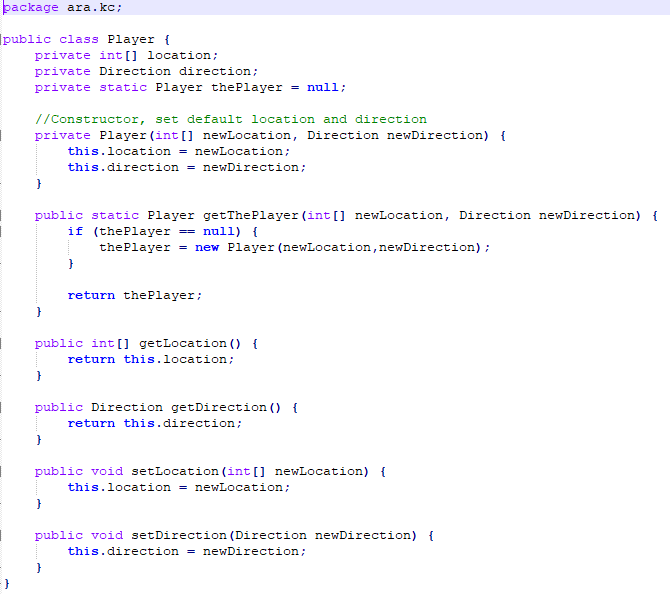 package ara.kc;
public class Player {
    private int[] location;
    private Direction direction;
    private static Player thePlayer = null;
    //Constructor, set default location and direction
    private Player(int[] newLocation, Direction newDirection) {
        this.location = newLocation;
        this.direction = newDirection;
    }
    public static Player getThePlayer(int[] newLocation, Direction newDirection) {
        if (thePlayer == null) {
            thePlayer = new Player(newLocation,newDirection);
        }
        return thePlayer;
    }
    public int[] getLocation() {
        return this.location;
    }
    public Direction getDirection() {
        return this.direction;
    }
    public void setLocation(int[] newLocation) {
        this.location = newLocation;
    }
    public void setDirection(Direction newDirection) {
        this.direction = newDirection;
    }
}